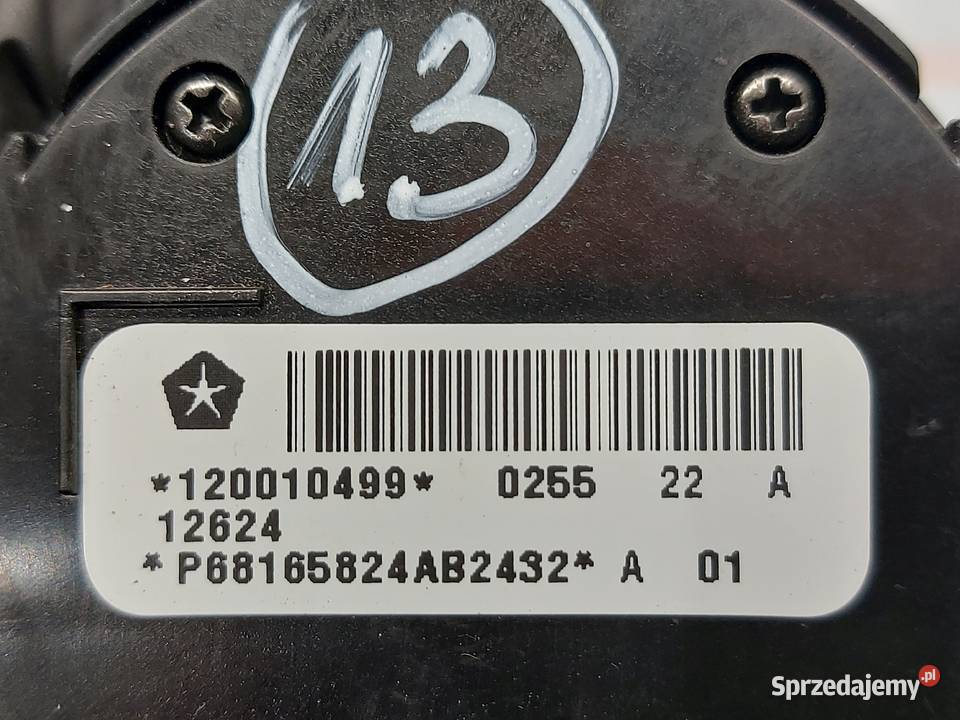 13
*120010499* 0255 22 A
12624
*P68165824AB2432* A 01
Sprzedajemy.pl